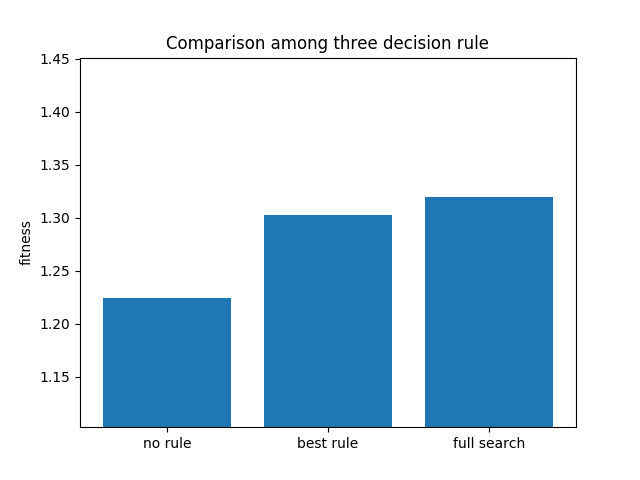 Comparison among three decision rule
1.45
1.40
1.35
1.30
1.25
1.20
1.15
fitness
no rule
best rule
full search